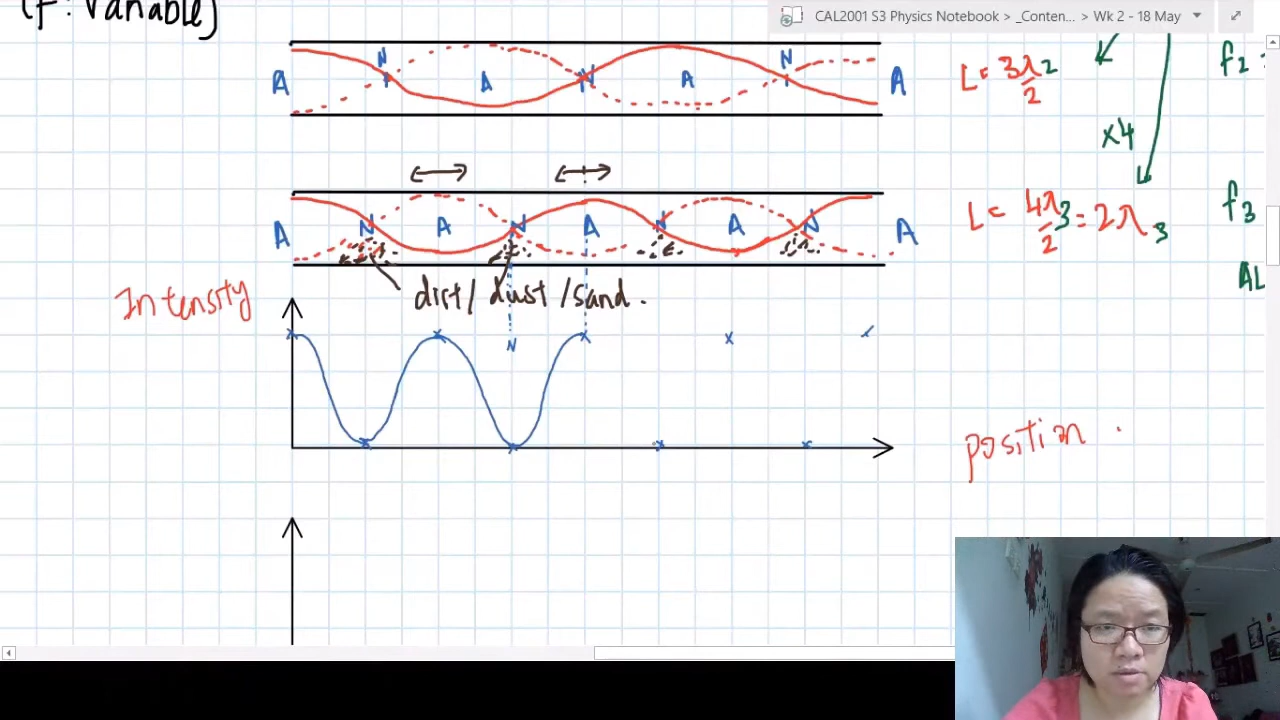 (f: Variable)
CAL2001 S3 Physics Notebook > _Conten... > Wk 2 - 18 May
A N A N A N A
L = 3λ2/2
f2 =
x4
A N A N A N A N A
L = 4λ3/2 = 2λ3
f3
AL
dirt/ dust/sand.
Intensity
N
position